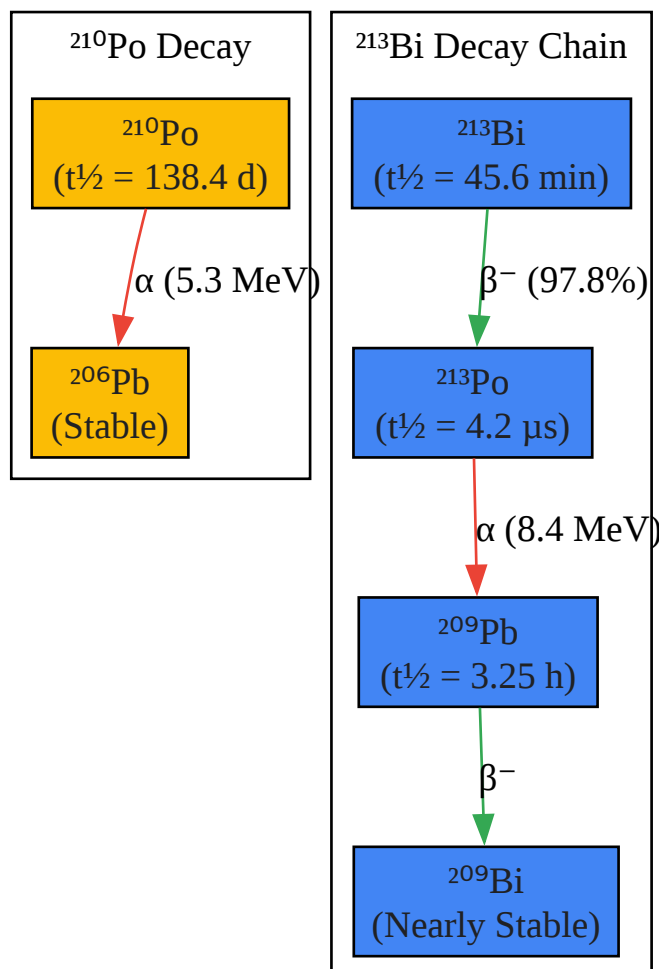 ²¹⁰Po Decay
²¹⁰Po
(t½ = 138.4 d)
α (5.3 MeV)
²⁰⁶Pb
(Stable)
²¹³Bi Decay Chain
²¹³Bi
(t½ = 45.6 min)
β⁻ (97.8%)
²¹³Po
(t½ = 4.2 µs)
α (8.4 MeV)
²⁰⁹Pb
(t½ = 3.25 h)
β⁻
²⁰⁹Bi
(Nearly Stable)